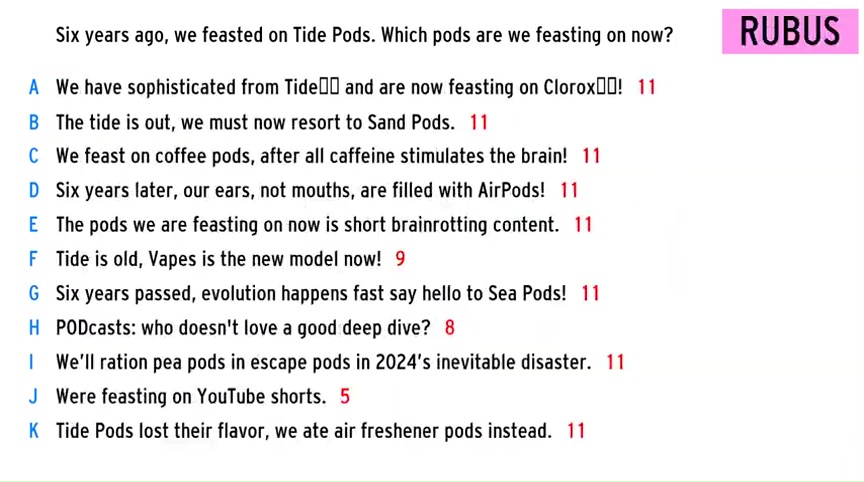 Six years ago, we feasted on Tide Pods. Which pods are we feasting on now?
RUBUS
A We have sophisticated from Tide▯▯ and are now feasting on Clorox▯▯! 11
B The tide is out, we must now resort to Sand Pods. 11
C We feast on coffee pods, after all caffeine stimulates the brain! 11
D Six years later, our ears, not mouths, are filled with AirPods! 11
E The pods we are feasting on now is short brainrotting content. 11
F Tide is old, Vapes is the new model now! 9
G Six years passed, evolution happens fast say hello to Sea Pods! 11
H PODcasts: who doesn't love a good deep dive? 8
I We'll ration pea pods in escape pods in 2024's inevitable disaster. 11
J Were feasting on YouTube shorts. 5
K Tide Pods lost their flavor, we ate air freshener pods instead. 11